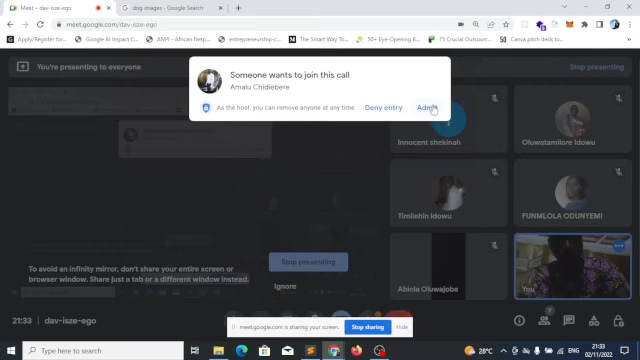 Meet – dav-isze-ego
dog images - Google Search
meet.google.com/dav-isze-ego
Apply/Register for...
Google AI Impact C...
ANPI - African netw...
entrepreneurship-c...
The Smart Way To...
50+ Eye-Opening B...
15 Crucial Outsour...
Canva pitch deck to...
You're presenting to everyone
Stop presenting
Someone wants to join this call
Amalu Chidiebere
As the host, you can remove anyone at any time
Deny entry
Admit
Innocent shekinah
Oluwatamilore Idowu
Timilehin Idowu
FUNMLOLA ODUNYEMI
To avoid an infinity mirror, don't share your entire screen or
browser window. Share just a tab or a different window instead.
Stop presenting
Ignore
Abiola Oluwajoba
You
21:33
dav-isze-ego
meet.google.com is sharing your screen.
Stop sharing
Hide
7
Type here to search
28°C
ENG
21:33
02/11/2022